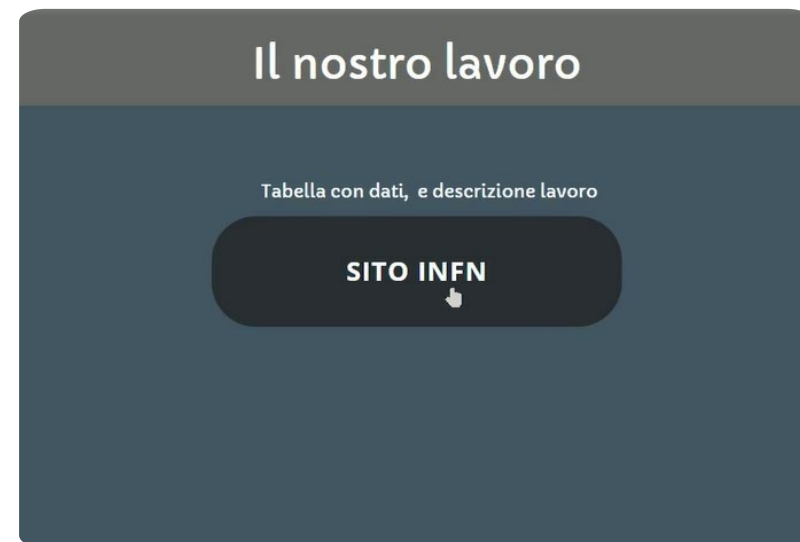 Il nostro lavoro
Tabella con dati, e descrizione lavoro
SITO INFN